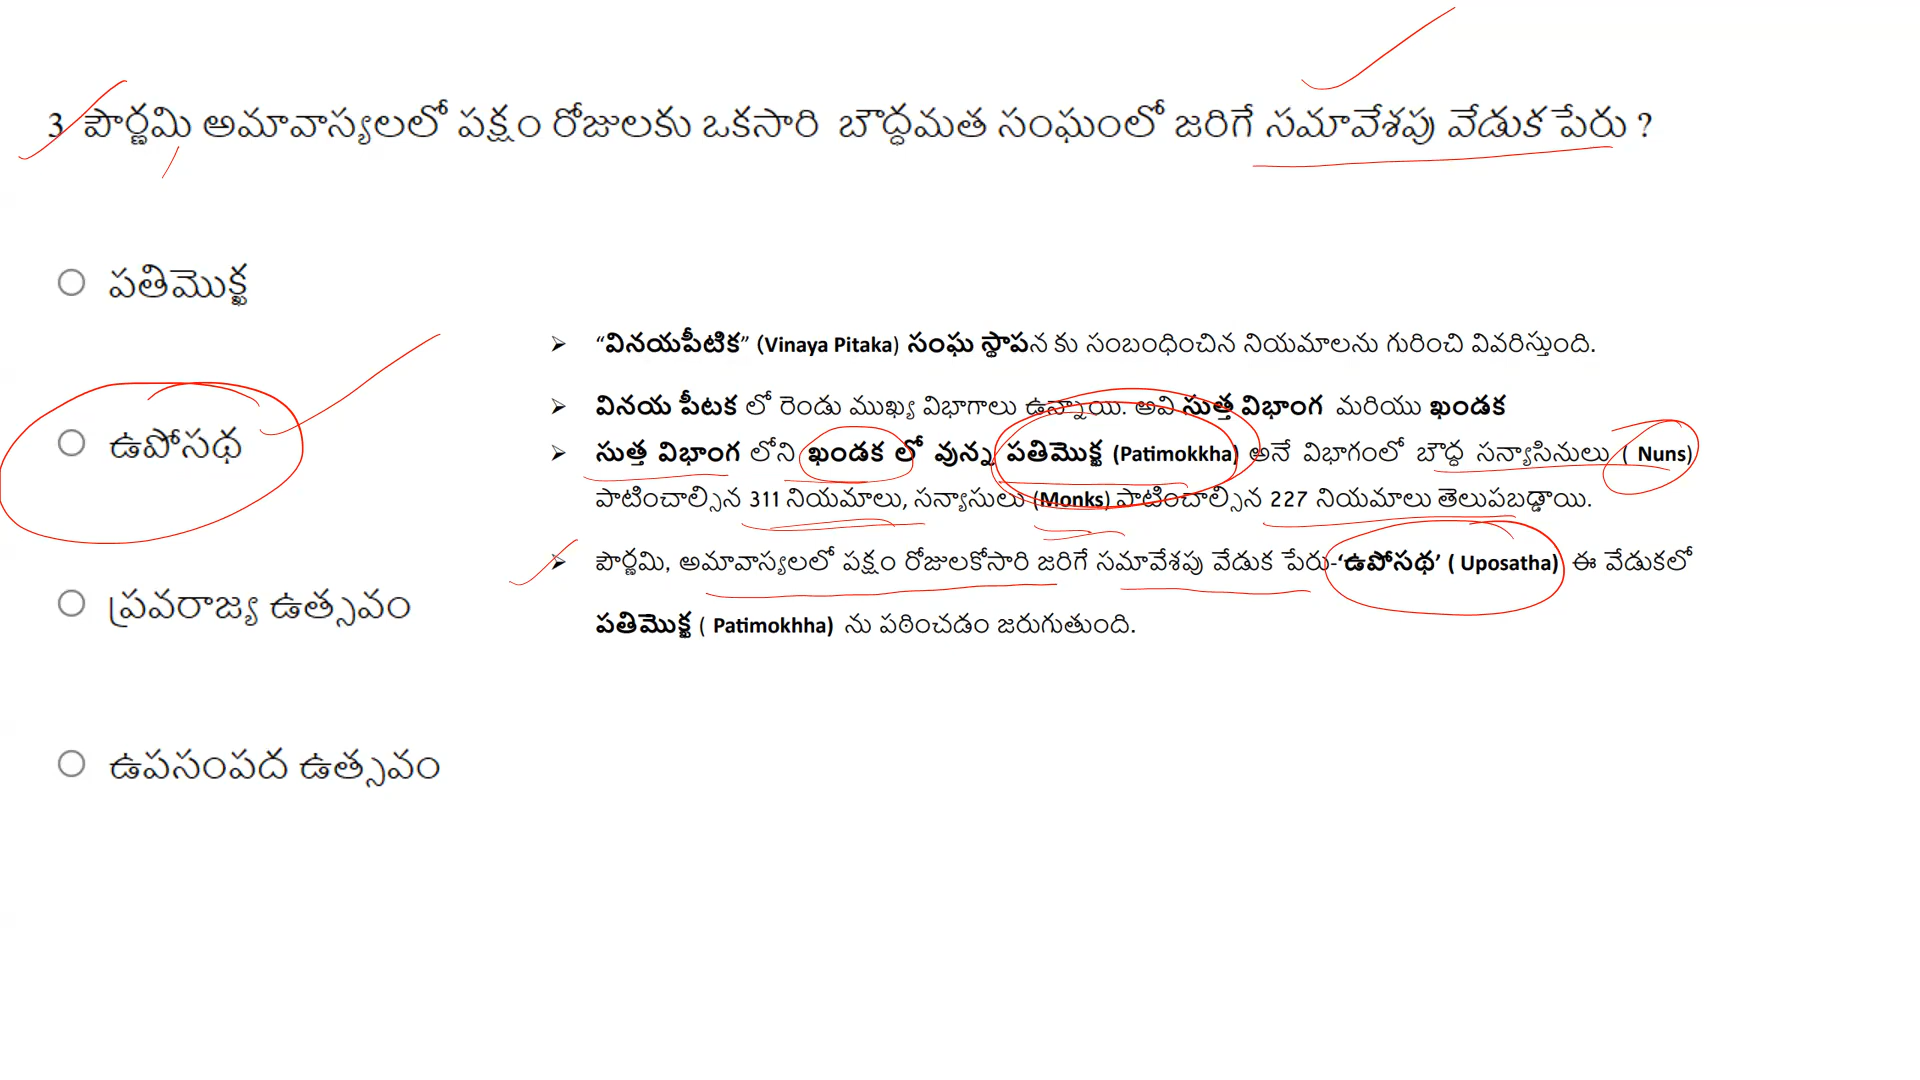 3. పౌర్ణమి అమావాస్యలలో పక్షం రోజులకు ఒకసారి బౌద్ధమత సంఘంలో జరిగే సమావేశపు వేడుక పేరు ?
పతిమొక్ఖ
ఉపోసథ
ప్రవరాజ్య ఉత్సవం
ఉపసంపద ఉత్సవం
➢ “వినయపీటిక” (Vinaya Pitaka) సంఘ స్థాపన కు సంబంధించిన నియమాలను గురించి వివరిస్తుంది.
➢ వినయ పీటక లో రెండు ముఖ్య విభాగాలు ఉన్నాయి. అవి సుత్త విభాంగ మరియు ఖండక
➢ సుత్త విభాంగ లోని ఖండక లో వున్న పతిమొక్ఖ (Patimokkha) అనే విభాగంలో బౌద్ధ సన్యాసినులు ( Nuns)
పాటించాల్సిన 311 నియమాలు, సన్యాసులు (Monks) పాటించాల్సిన 227 నియమాలు తెలుపబడ్డాయి.
➢ పౌర్ణమి, అమావాస్యలలో పక్షం రోజులకోసారి జరిగే సమావేశపు వేడుక పేరు-‘ఉపోసథ’ ( Uposatha) ఈ వేడుకలో
పతిమొక్ఖ ( Patimokhha) ను పఠించడం జరుగుతుంది.